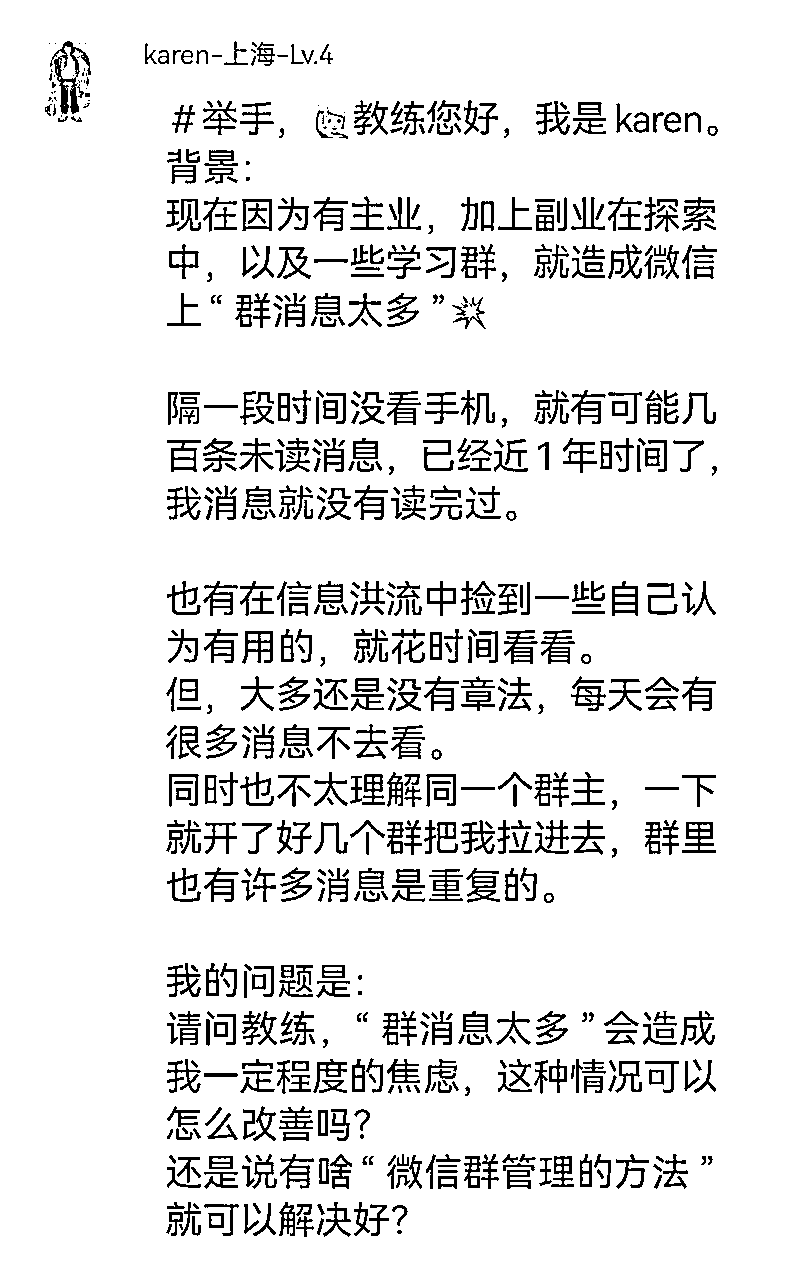 karen-上海-Lv.4
#举手，教练您好，我是karen。
背景：
现在因为有主业，加上副业在探索
中，以及一些学习群，就造成微信
上“群消息太多”💥
隔一段时间没看手机，就有可能几
百条未读消息，已经近1年时间了，
我消息就没有读完过。
也有在信息洪流中捡到一些自己认
为有用的，就花时间看看。
但，大多还是没有章法，每天会有
很多消息不去看。
同时也不太理解同一个群主，一下
就开了好几个群把我拉进去，群里
也有许多消息是重复的。
我的问题是：
请问教练，“群消息太多”会造成
我一定程度的焦虑，这种情况可以
怎么改善吗？
还是说有啥“微信群管理的方法”
就可以解决好？